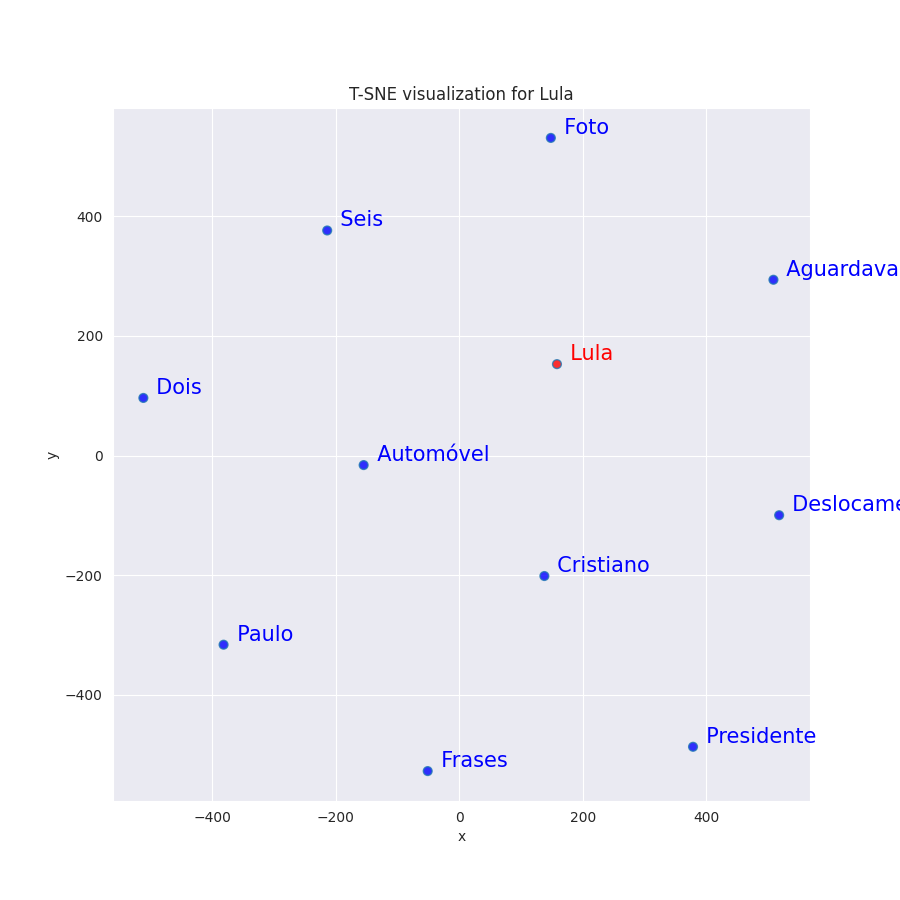 T-SNE visualization for Lula
Foto
Seis
400
Aguardava
200
Lula
Dois
y
0
Automóvel
Deslocame
Cristiano
−200
Paulo
−400
Presidente
Frases
−400 −200 0 200 400
x